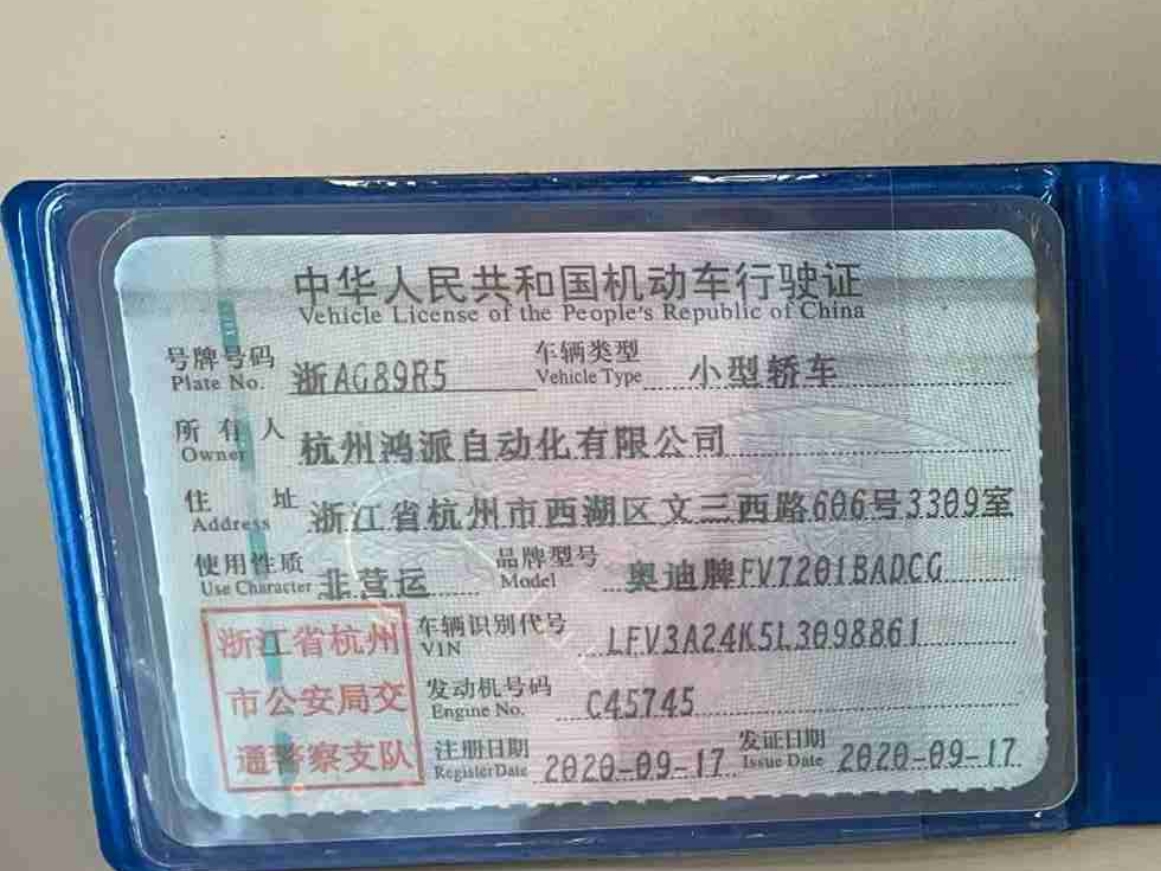 中华人民共和国机动车行驶证
Vehicle License of the People's Republic of China
号牌号码 浙AG89R5 车辆类型 小型轿车
Plate No. Vehicle Type
所有人 杭州鸿派自动化有限公司
Owner
住址 浙江省杭州市西湖区文三西路606号3309室
Address
使用性质 非营运 品牌型号 奥迪牌FV7201BADCG
Use Character Model
浙江省杭州
市公安局交
通警察支队
车辆识别代号 LFV3A24K5L3098861
VIN
发动机号码 C45745
Engine No.
注册日期 2020-09-17 发证日期 2020-09-17
Register Date Issue Date